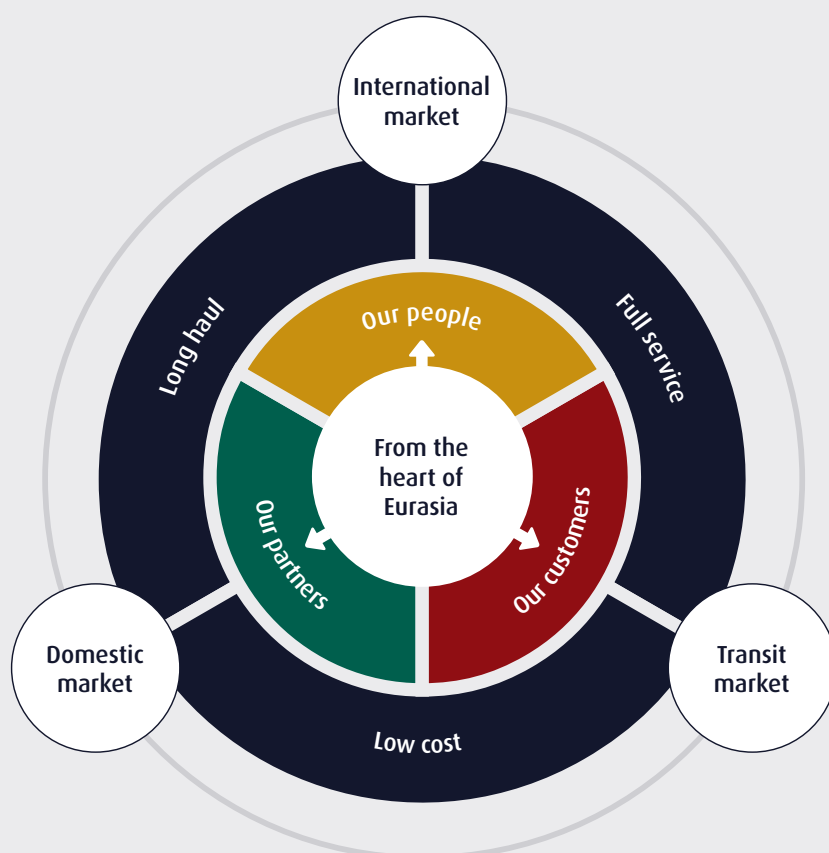 International
market
Long haul
Full service
Our people
From the
heart of
Eurasia
Our partners
Our customers
Domestic
market
Transit
market
Low cost